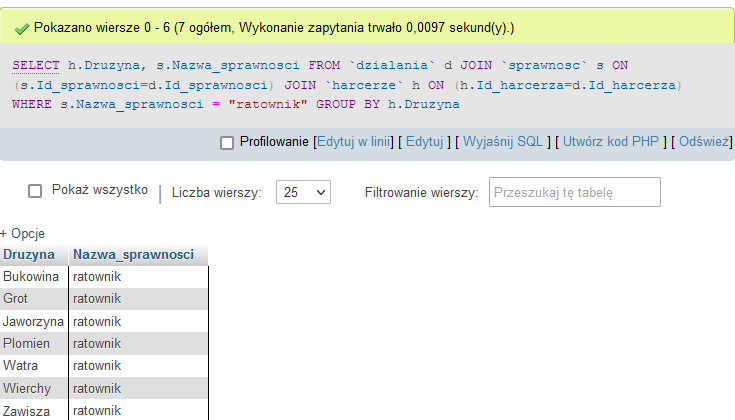 Pokazano wiersze 0 - 6 (7 ogółem, Wykonanie zapytania trwało 0,0097 sekund(y).)
SELECT h.Druzyna, s.Nazwa_sprawnosci FROM `dzialania` d JOIN `sprawnosc` s ON
(s.Id_sprawnosci=d.Id_sprawnosci) JOIN `harcerze` h ON (h.Id_harcerza=d.Id_harcerza)
WHERE s.Nazwa_sprawnosci = "ratownik" GROUP BY h.Druzyna
Profilowanie [Edytuj w linii] [ Edytuj ] [ Wyjaśnij SQL ] [ Utwórz kod PHP ] [ Odśwież]
Pokaż wszystko | Liczba wierszy: 25 Filtrowanie wierszy: Przeszukaj tę tabelę
+ Opcje
Druzyna Nazwa_sprawnosci
Bukowina ratownik
Grot ratownik
Jaworzyna ratownik
Plomien ratownik
Watra ratownik
Wierchy ratownik
Zawisza ratownik